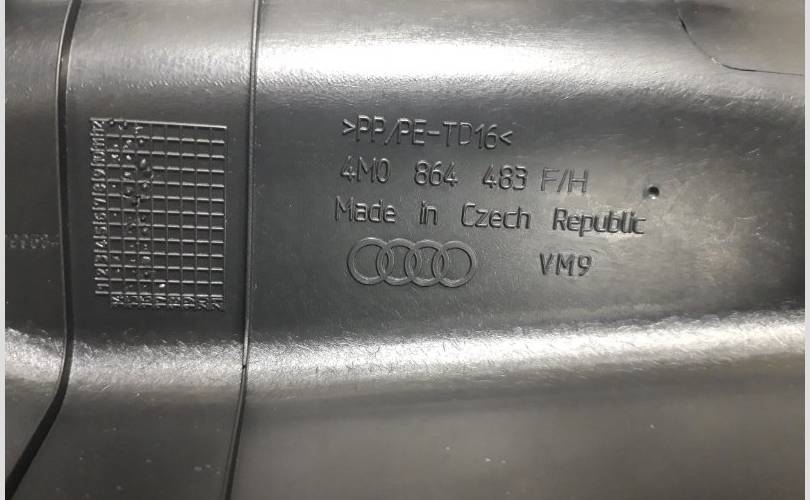 >PP/PE-TD16<
4M0 864 483 F/H
Made in Czech Republic
VM9